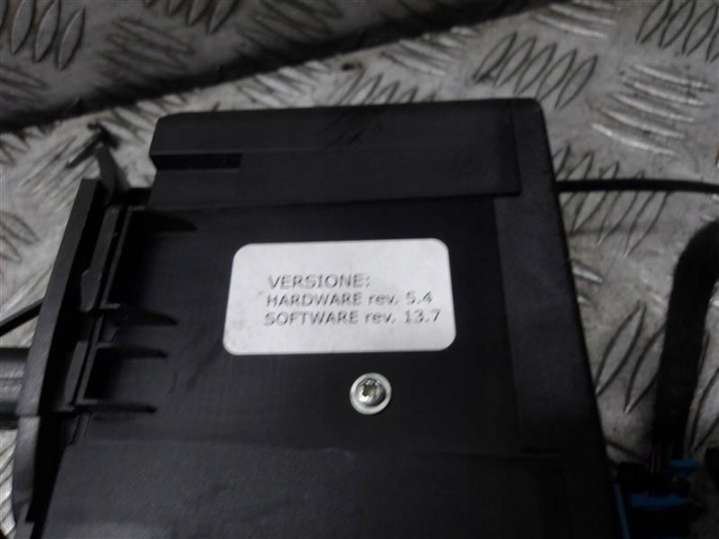 VERSIONE:
HARDWARE rev. 5.4
SOFTWARE rev. 13.7